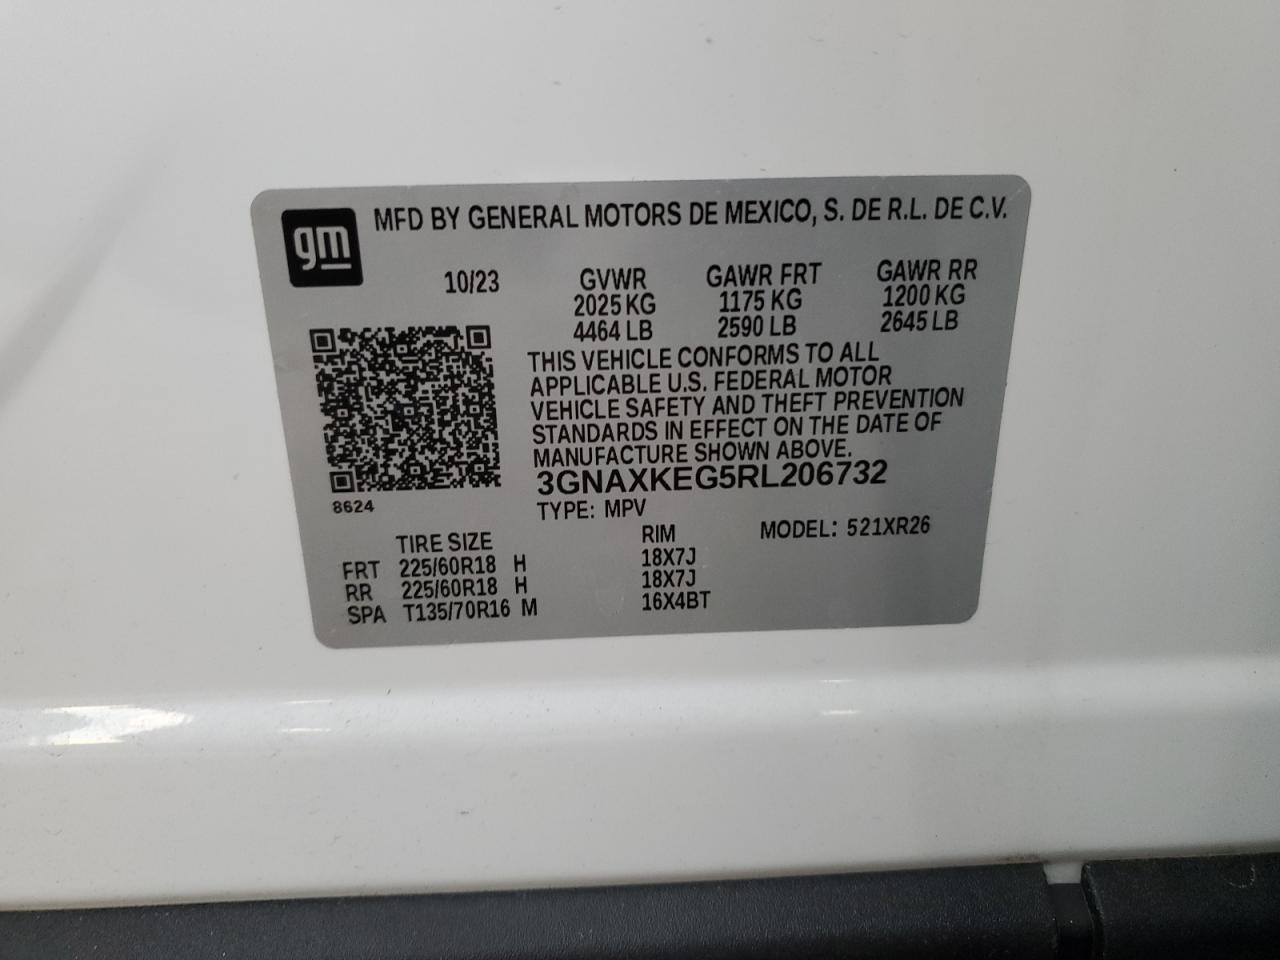 gm
MFD BY GENERAL MOTORS DE MEXICO, S. DE R.L. DE C.V.
10/23 GVWR GAWR FRT GAWR RR
2025 KG 1175 KG 1200 KG
4464 LB 2590 LB 2645 LB
THIS VEHICLE CONFORMS TO ALL
APPLICABLE U.S. FEDERAL MOTOR
VEHICLE SAFETY AND THEFT PREVENTION
STANDARDS IN EFFECT ON THE DATE OF
MANUFACTURE SHOWN ABOVE.
3GNAXKEG5RL206732
8624
TYPE: MPV MODEL: 521XR26
TIRE SIZE RIM
FRT 225/60R18 H 18X7J
RR 225/60R18 H 18X7J
SPA T135/70R16 M 16X4BT